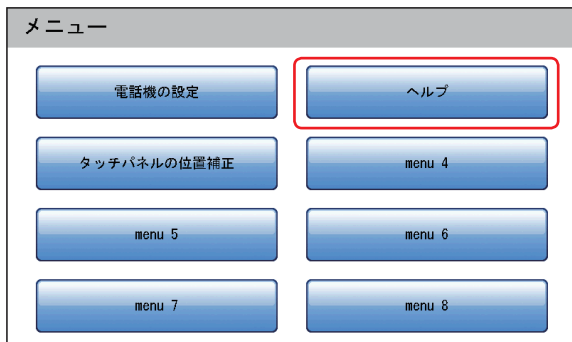 メニュー
電話機の設定
ヘルプ
タッチパネルの位置補正
menu 4
menu 5
menu 6
menu 7
menu 8